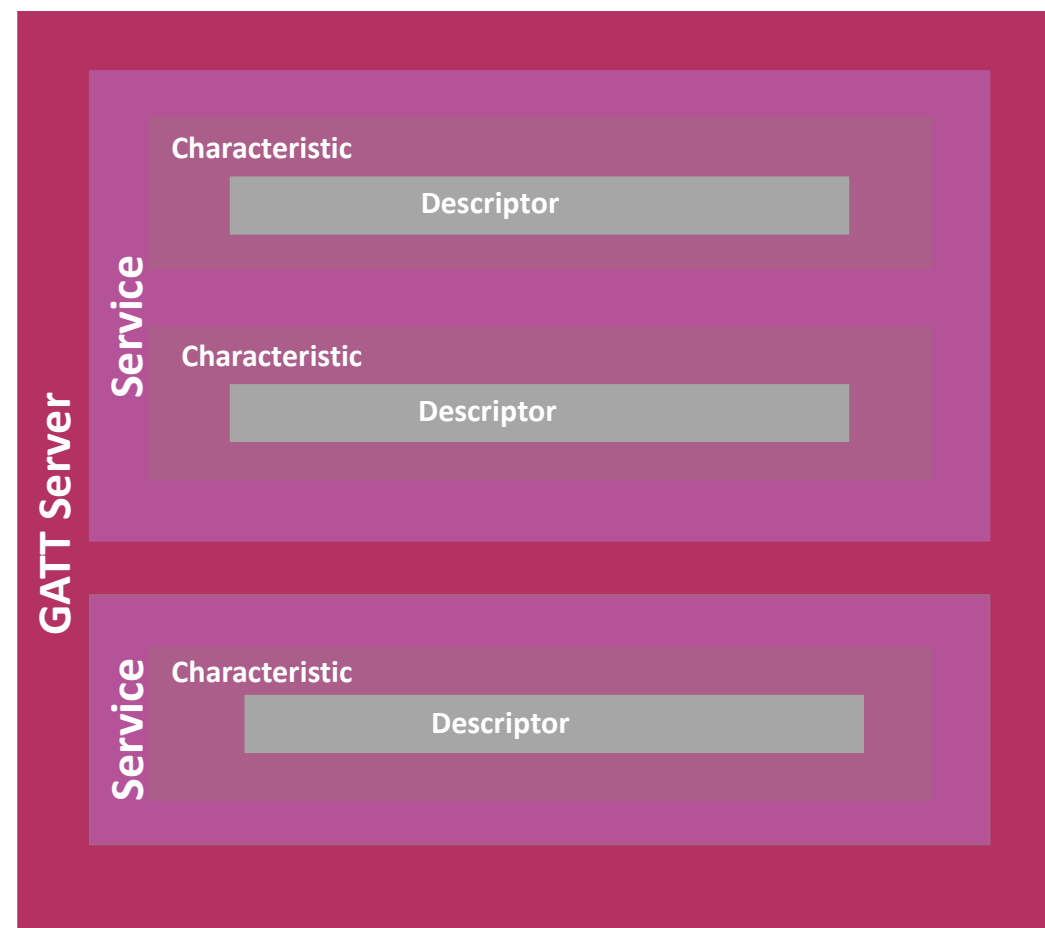 GATT Server
Service
Characteristic
Descriptor
Characteristic
Descriptor
Service
Characteristic
Descriptor